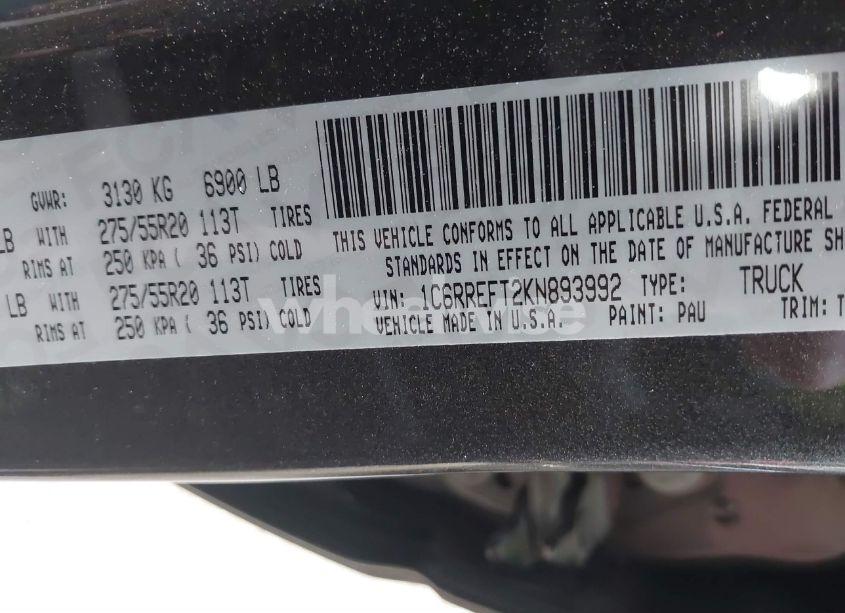 GVWR: 3130 KG 6900 LB
LB WITH 275/55R20 113T TIRES
RIMS AT 250 KPA ( 36 PSI) COLD
LB WITH 275/55R20 113T TIRES
RIMS AT 250 KPA ( 36 PSI) COLD
THIS VEHICLE CONFORMS TO ALL APPLICABLE U.S.A. FEDERAL
STANDARDS IN EFFECT ON THE DATE OF MANUFACTURE SH
VIN: 1C6RREFT2KN893992 TYPE: TRUCK
VEHICLE MADE IN U.S.A. PAINT: PAU TRIM: T
wheelwise